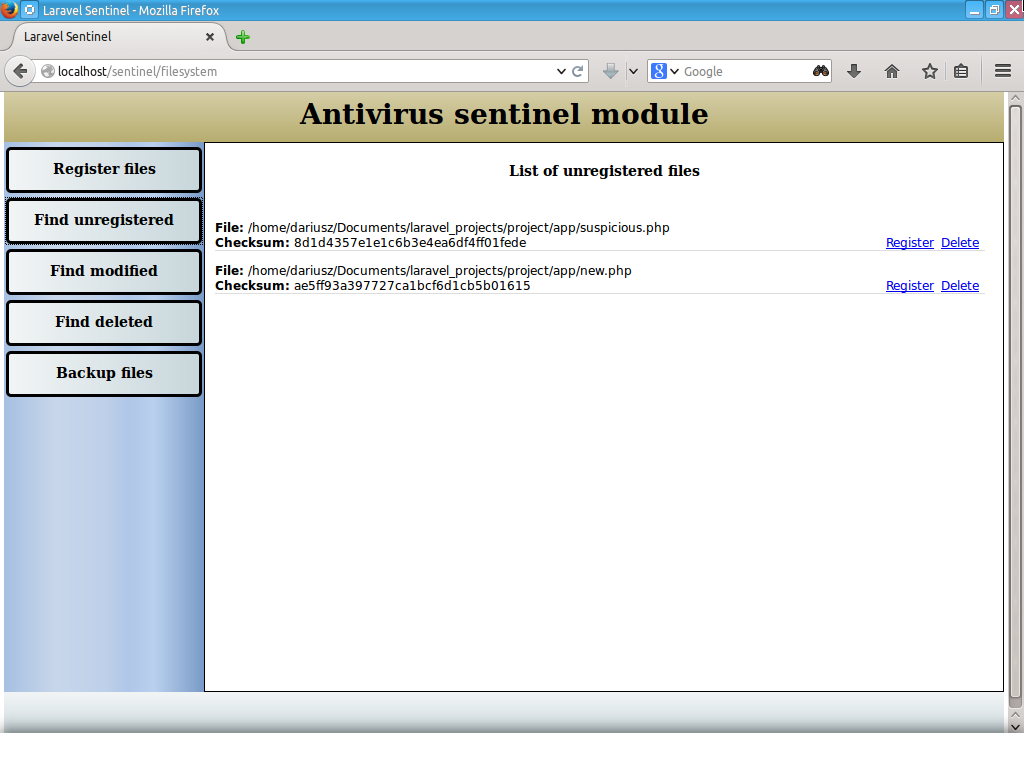 Laravel Sentinel - Mozilla Firefox
Laravel Sentinel
localhost/sentinel/filesystem
Google
Antivirus sentinel module
Register files
Find unregistered
Find modified
Find deleted
Backup files
List of unregistered files
File: /home/dariusz/Documents/laravel_projects/project/app/suspicious.php
Checksum: 8d1d4357e1e1c6b3e4ea6df4ff01fede Register Delete
File: /home/dariusz/Documents/laravel_projects/project/app/new.php
Checksum: ae5ff93a397727ca1bcf6d1cb5b01615 Register Delete